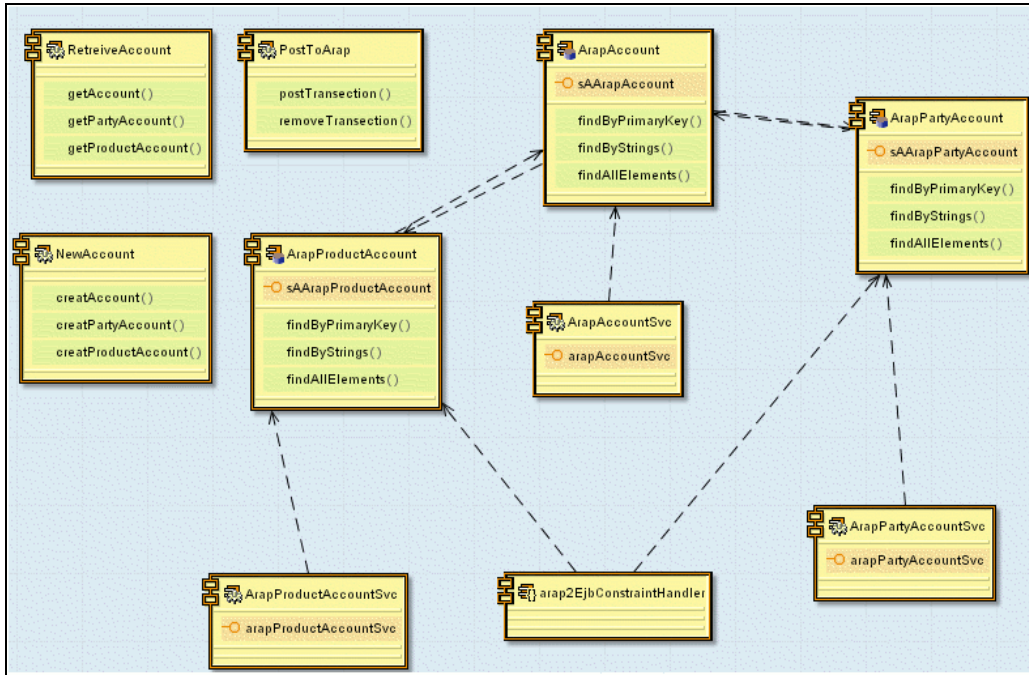 RetreiveAccount
getAccount()
getPartyAccount()
getProductAccount()
PostToArap
postTransection()
removeTransection()
ArapAccount
sAArapAccount
findByPrimaryKey()
findByStrings()
findAllElements()
ArapPartyAccount
sAArapPartyAccount
findByPrimaryKey()
findByStrings()
findAllElements()
NewAccount
creatAccount()
creatPartyAccount()
creatProductAccount()
ArapProductAccount
sAArapProductAccount
findByPrimaryKey()
findByStrings()
findAllElements()
ArapAccountSvc
arapAccountSvc
ArapPartyAccountSvc
arapPartyAccountSvc
ArapProductAccountSvc
arapProductAccountSvc
{}
arap2EjbConstraintHandler